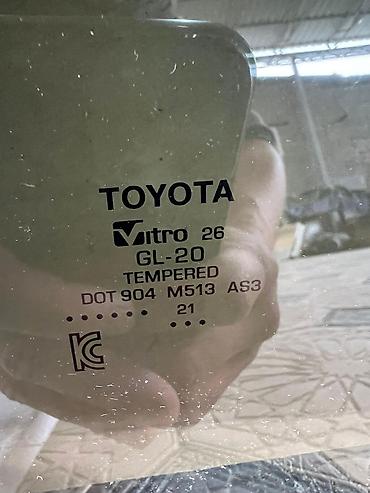 TOYOTA
Vitro 26
GL-20
TEMPERED
DOT 904 M513 AS3
•••••• 21
•••
KC